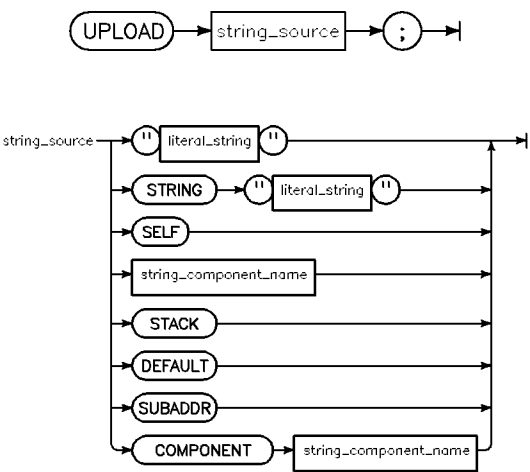 UPLOAD string_source ;
string_source " literal_string "
STRING " literal_string "
SELF
string_component_name
STACK
DEFAULT
SUBADDR
COMPONENT string_component_name